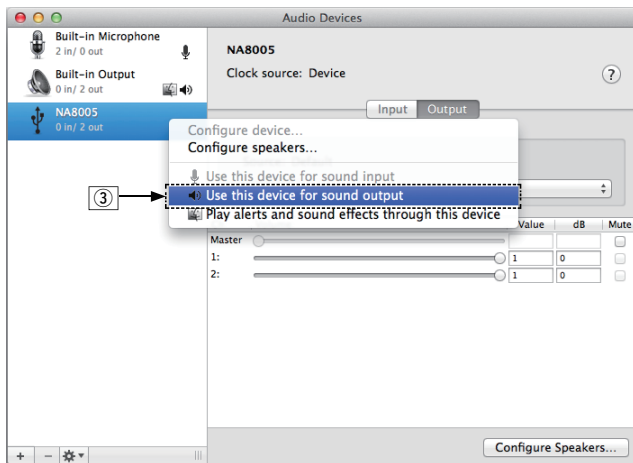 Audio Devices
Built-in Microphone
2 in/ 0 out
Built-in Output
0 in/ 2 out
NA8005
0 in/ 2 out
NA8005
Clock source: Device
?
Input
Output
Configure device...
Configure speakers...
Use this device for sound input
③
Use this device for sound output
Play alerts and sound effects through this device
Value
dB
Mute
Master
1:
1
0
2:
1
0
+
−
Configure Speakers...